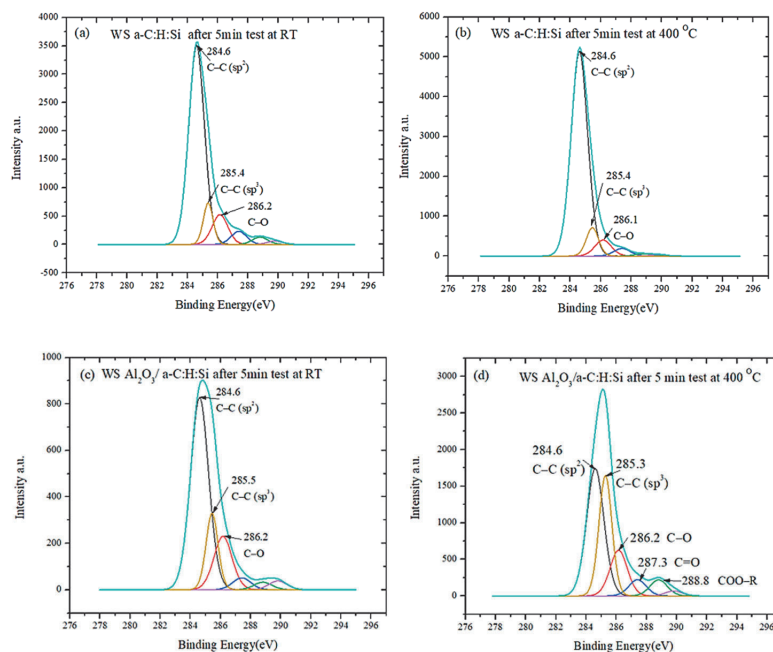 (a) WS a-C:H:Si after 5min test at RT
4000
3500
3000
2500
2000
1500
1000
500
0
-500
Intensity a.u.
284.6
C–C (sp²)
285.4
C–C (sp³)
286.2
C–O
276 278 280 282 284 286 288 290 292 294 296
Binding Energy(eV)
(b) WS a-C:H:Si after 5min test at 400 °C
6000
5000
4000
3000
2000
1000
0
Intensity a.u.
284.6
C–C (sp²)
285.4
C–C (sp³)
286.1
C–O
276 278 280 282 284 286 288 290 292 294 296
Binding Energy(eV)
(c) WS Al₂O₃/ a-C:H:Si after 5min test at RT
1000
800
600
400
200
0
Intensity a.u.
284.6
C–C (sp²)
285.5
C–C (sp³)
286.2
C–O
276 278 280 282 284 286 288 290 292 294 296
Binding Energy(eV)
(d) WS Al₂O₃/a-C:H:Si after 5 min test at 400 °C
3000
2500
2000
1500
1000
500
0
Intensity a.u.
284.6
C–C (sp²)
285.3
C–C (sp³)
286.2 C–O
287.3 C=O
288.8 COO–R
276 278 280 282 284 286 288 290 292 294 296
Binding Energy(eV)